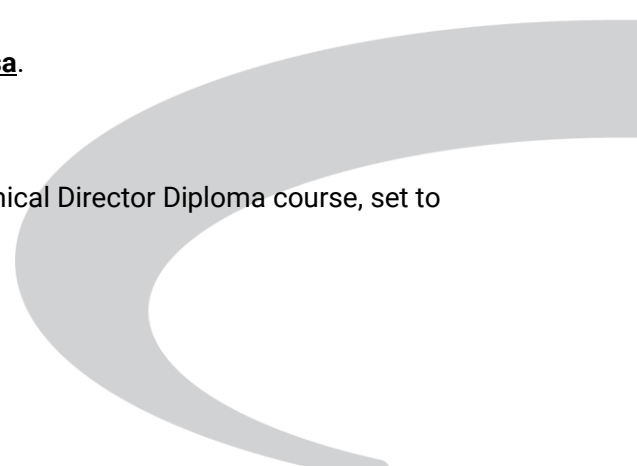 sa.
nical Director Diploma course, set to